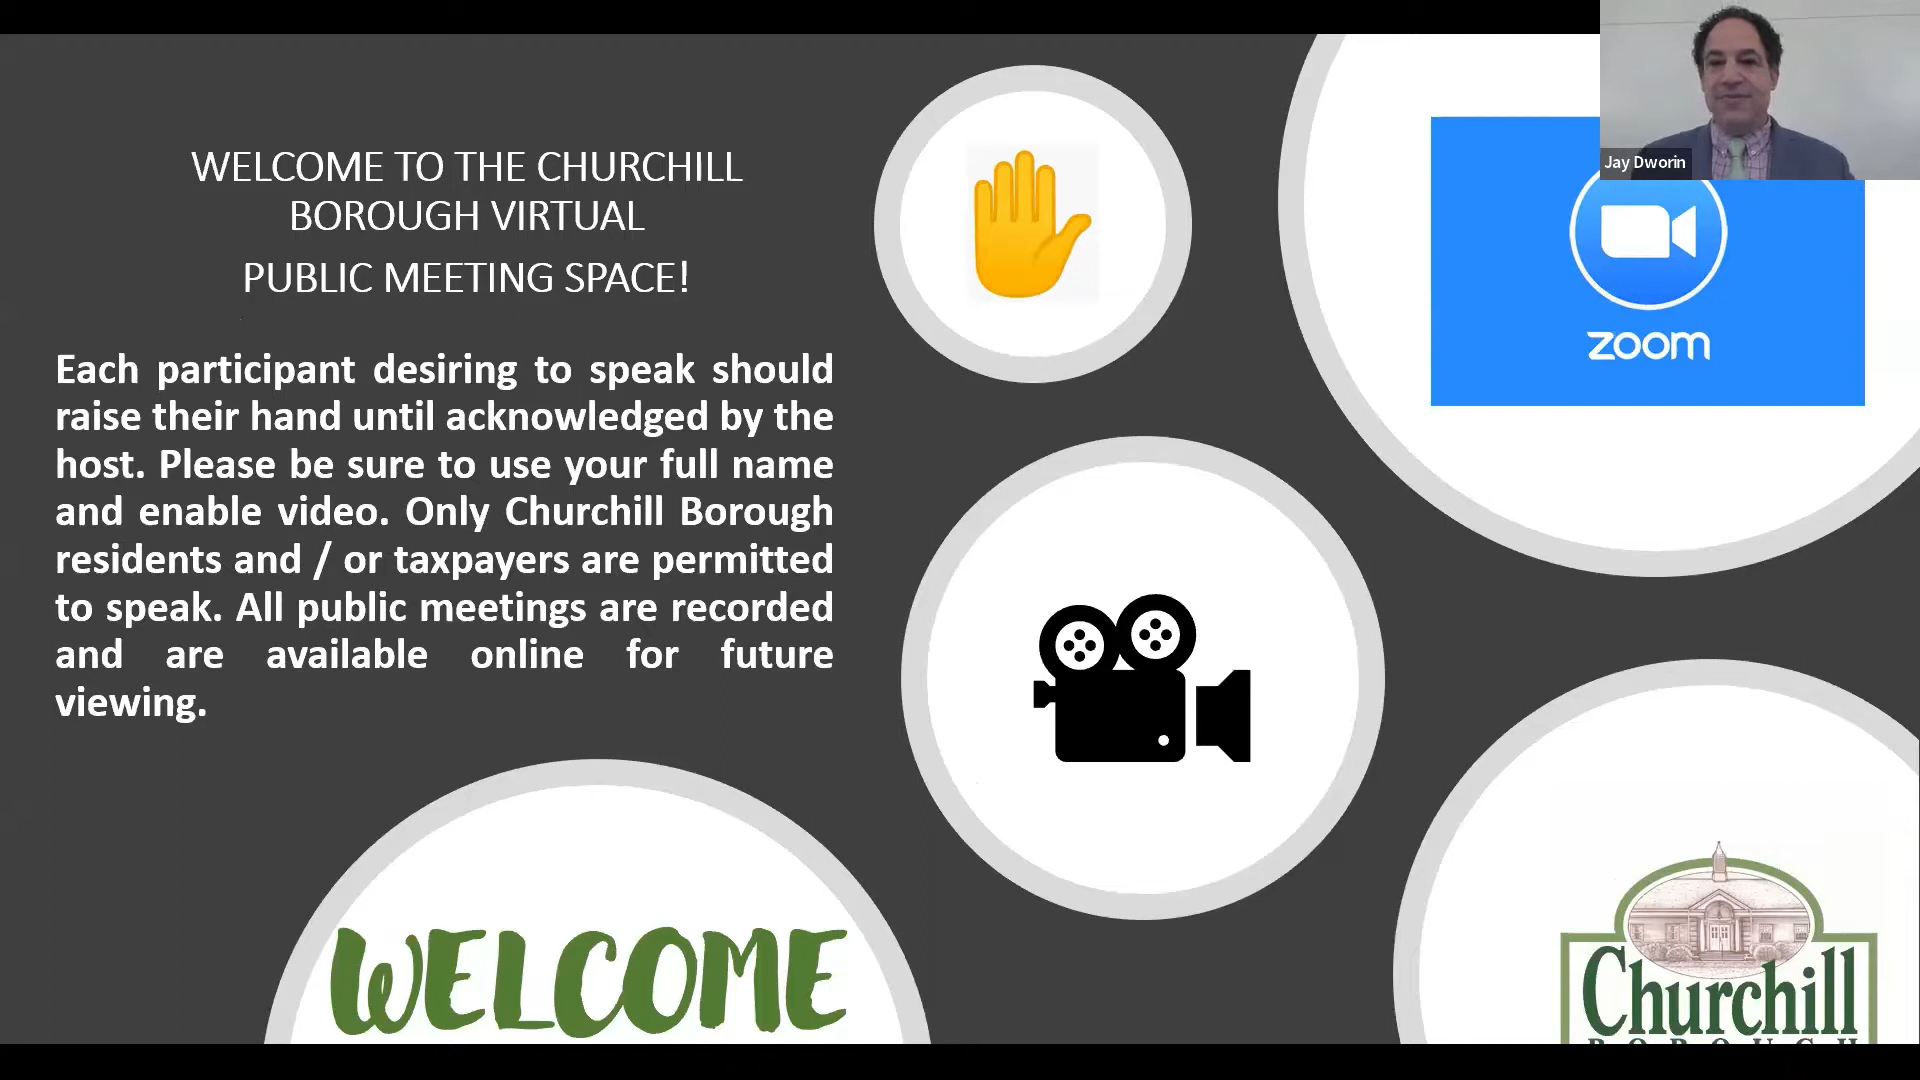 WELCOME TO THE CHURCHILL
BOROUGH VIRTUAL
PUBLIC MEETING SPACE!
Each participant desiring to speak should
raise their hand until acknowledged by the
host. Please be sure to use your full name
and enable video. Only Churchill Borough
residents and / or taxpayers are permitted
to speak. All public meetings are recorded
and are available online for future
viewing.
Jay Dworin
zoom
WELCOME
Churchill
BOROUGH